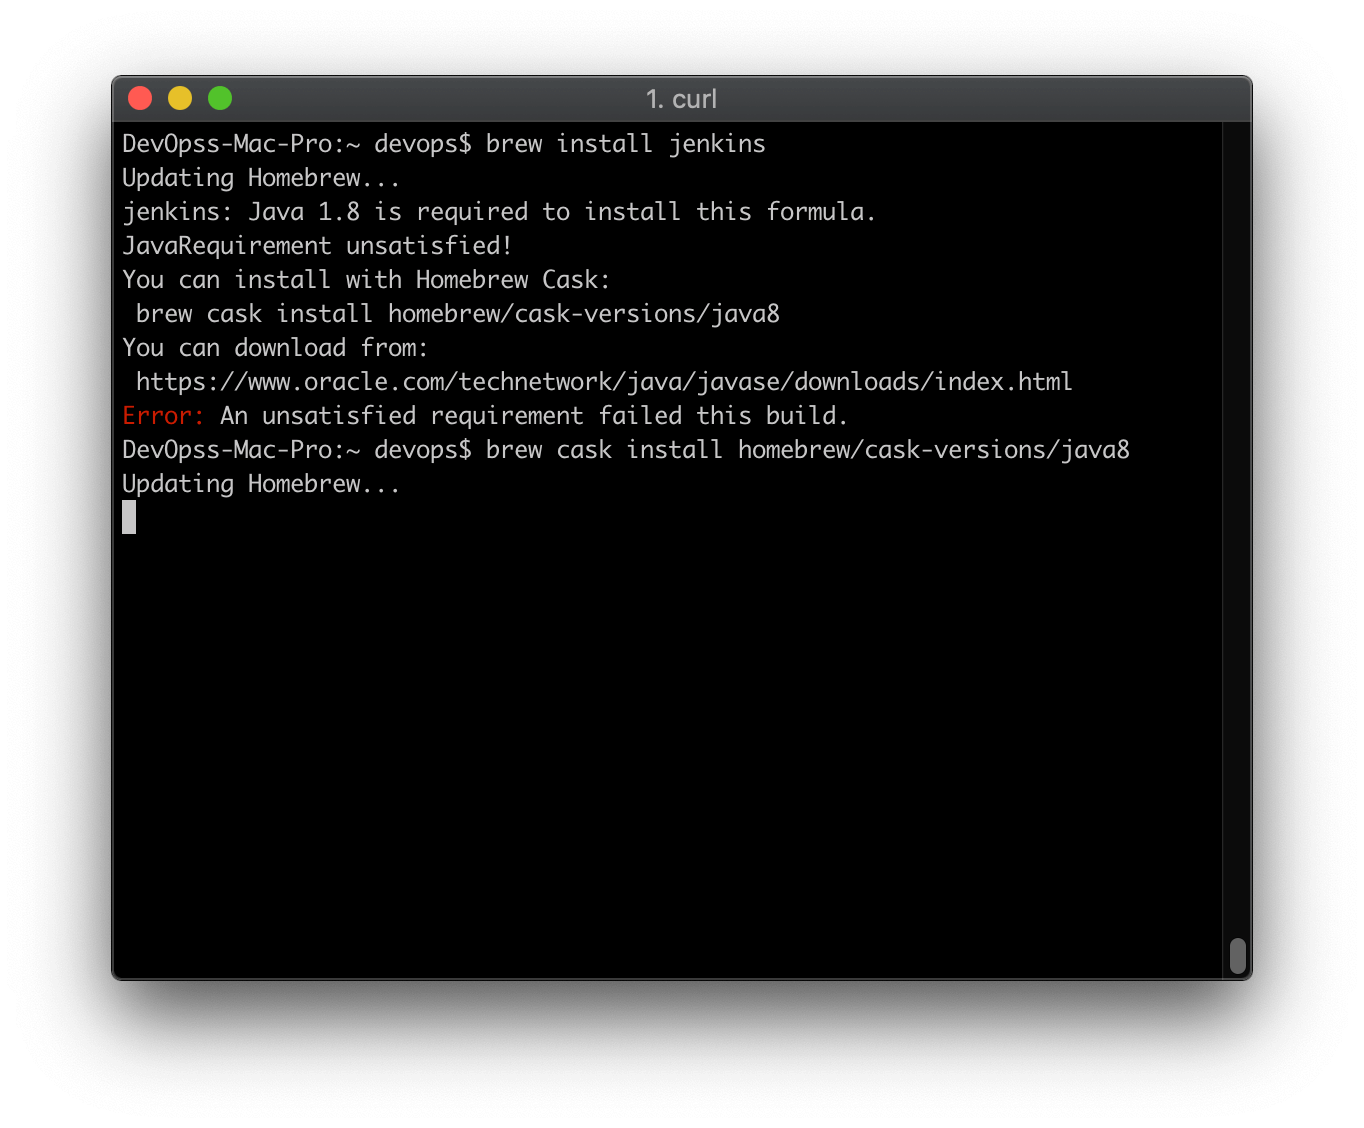 1. curl
DevOpss-Mac-Pro:~ devops$ brew install jenkins
Updating Homebrew...
jenkins: Java 1.8 is required to install this formula.
JavaRequirement unsatisfied!
You can install with Homebrew Cask:
 brew cask install homebrew/cask-versions/java8
You can download from:
 https://www.oracle.com/technetwork/java/javase/downloads/index.html
Error: An unsatisfied requirement failed this build.
DevOpss-Mac-Pro:~ devops$ brew cask install homebrew/cask-versions/java8
Updating Homebrew...